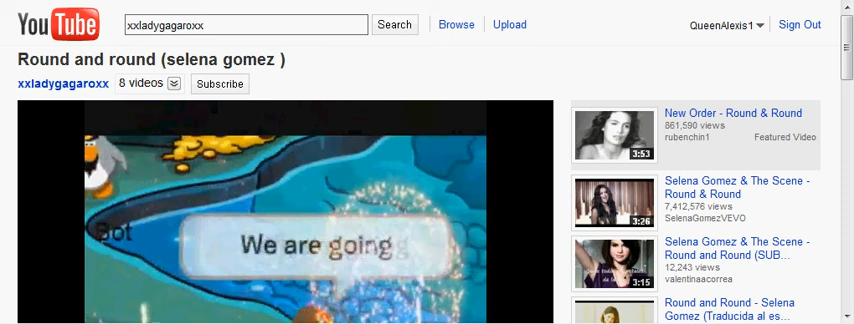 YouTube
xxladygagaroxx
Search
Browse
Upload
QueenAlexis1
Sign Out
Round and round (selena gomez )
xxladygagaroxx
8 videos
Subscribe
Bot
We are going
3:53
New Order - Round & Round
861,590 views
rubenchin1
Featured Video
3:26
Selena Gomez & The Scene -
Round & Round
7,412,576 views
SelenaGomezVEVO
3:15
Selena Gomez & The Scene -
Round and Round (SUB...
12,243 views
valentinaacorrea
Round and Round - Selena
Gomez (Traducida al es...